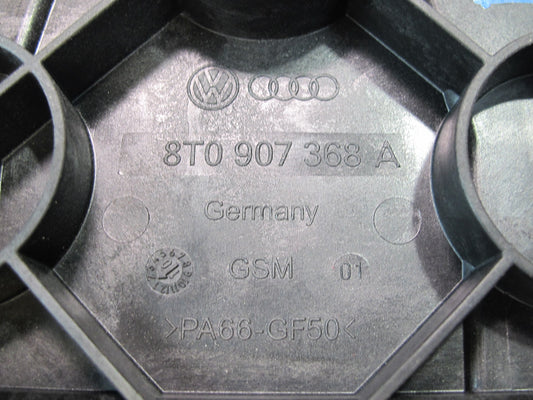 8T0 907 368 A
Germany
GSM 01
>PA66-GF50<